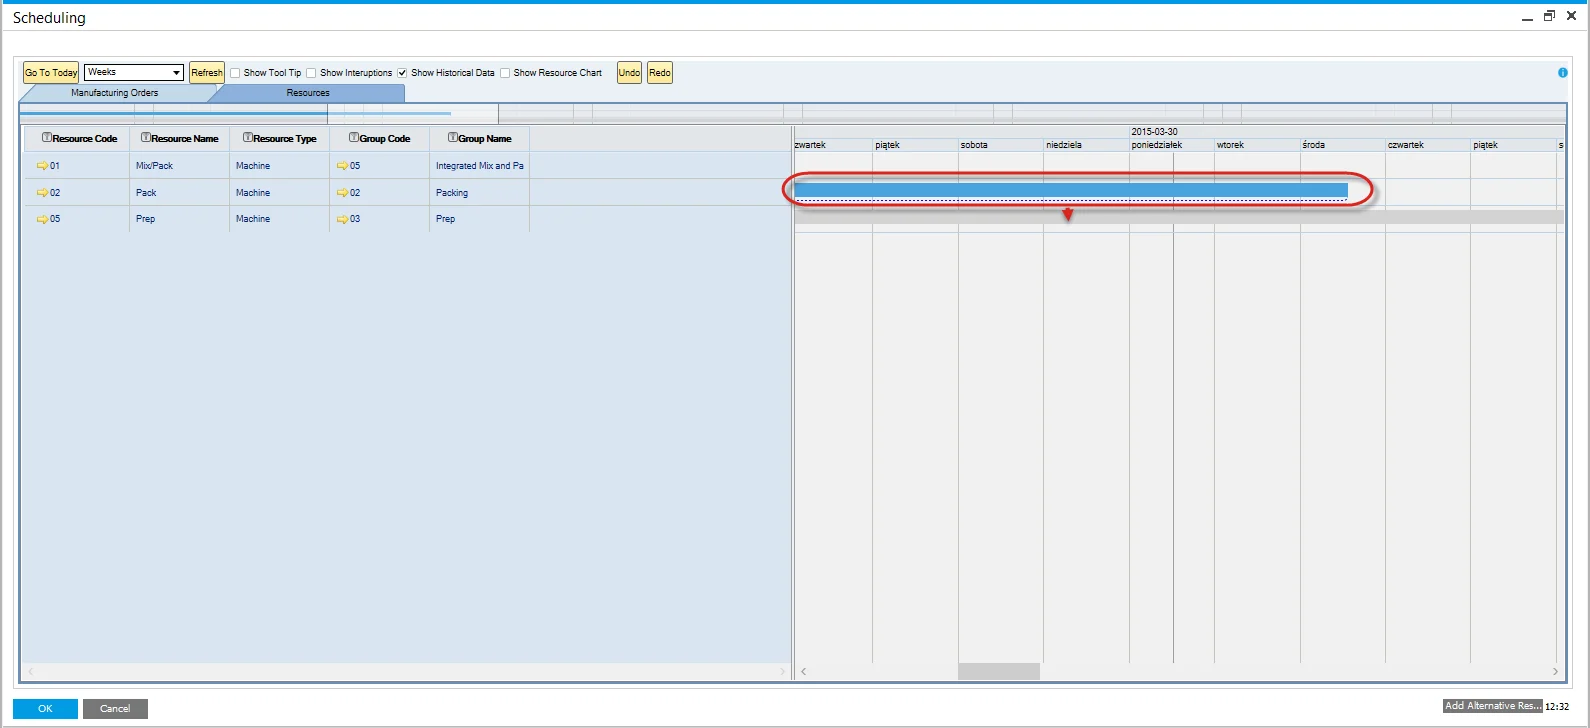 Scheduling
Go To Today Weeks Refresh Show Tool Tip Show Interuptions Show Historical Data Show Resource Chart Undo Redo
Manufacturing Orders Resources
Resource Code Resource Name Resource Type Group Code Group Name
2015-03-30
zwartek piątek sobota niedziela poniedziałek wtorek środa czwartek piątek s
01 Mix/Pack Machine 05 Integrated Mix and Pa
02 Pack Machine 02 Packing
05 Prep Machine 03 Prep
OK Cancel Add Alternative Res... 12:32